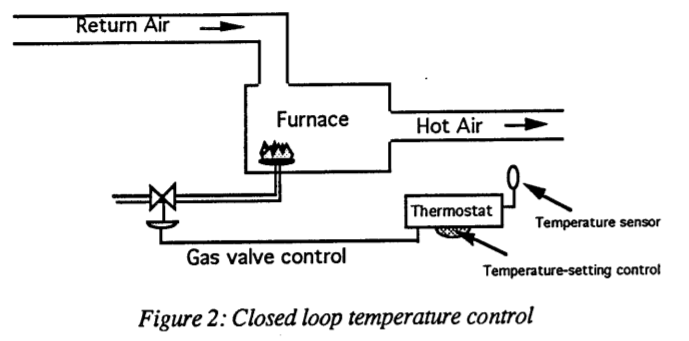 Return Air
Furnace
Hot Air
Thermostat
Temperature sensor
Gas valve control
Temperature-setting control
Figure 2: Closed loop temperature control